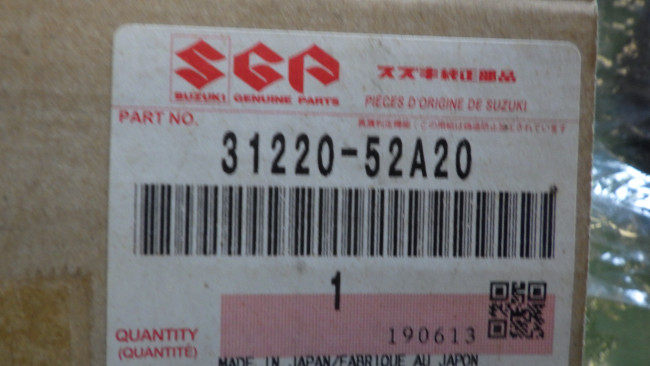 SGP
スズキ純正部品
SUZUKI GENUINE PARTS
PIÈCES D'ORIGINE DE SUZUKI
PART NO.
31220-52A20
1
190613
QUANTITY
(QUANTITÉ)
MADE IN JAPAN/FABRIQUE AU JAPON